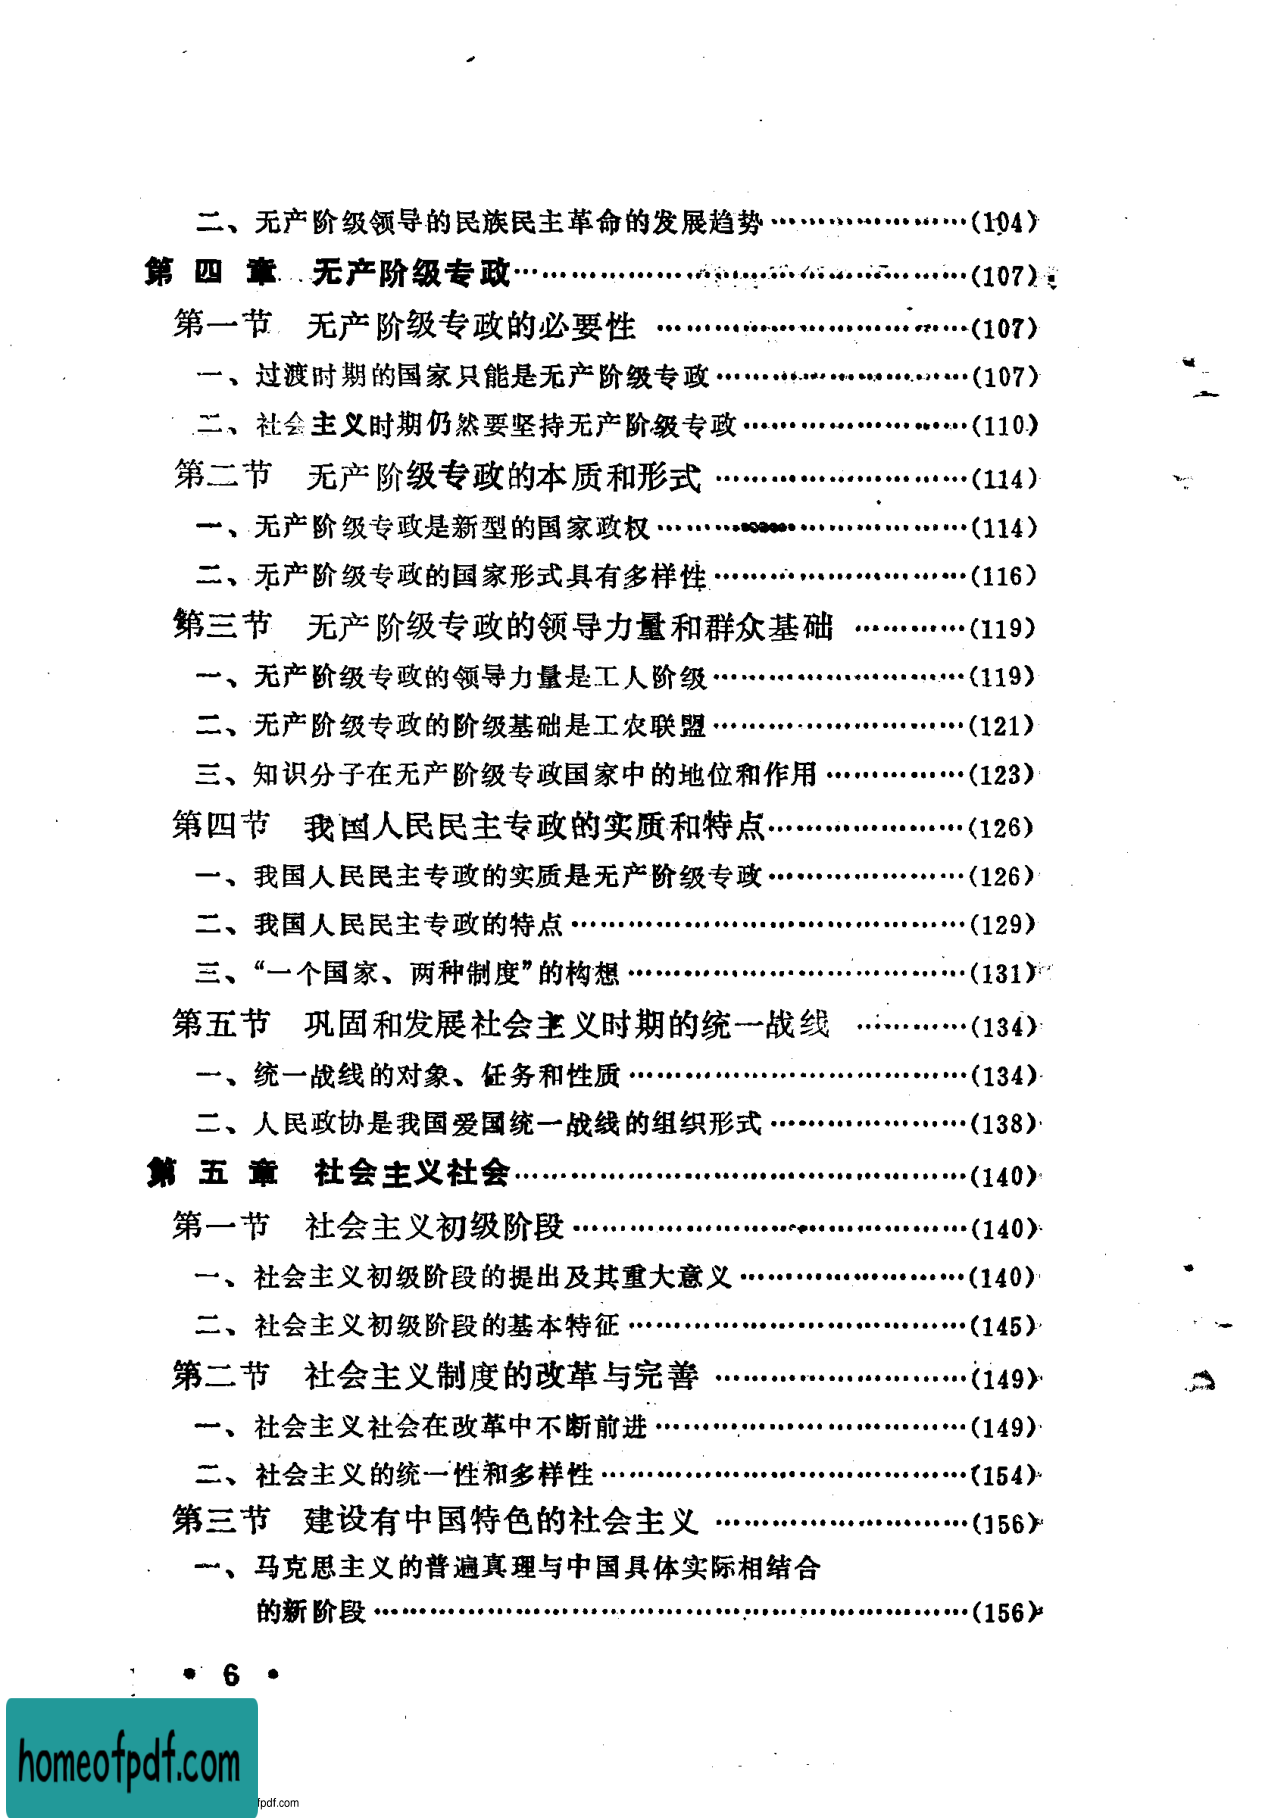 二、无产阶级领导的民族民主革命的发展趋势……………………(104)
第四章 无产阶级专政……………………………………………(107)
第一节 无产阶级专政的必要性 ………………………………(107)
一、过渡时期的国家只能是无产阶级专政………………………(107)
二、社会主义时期仍然要坚持无产阶级专政……………………(110)
第二节 无产阶级专政的本质和形式 …………………………(114)
一、无产阶级专政是新型的国家政权……………………………(114)
二、无产阶级专政的国家形式具有多样性………………………(116)
第三节 无产阶级专政的领导力量和群众基础 …………(119)
一、无产阶级专政的领导力量是工人阶级………………………(119)
二、无产阶级专政的阶级基础是工农联盟………………………(121)
三、知识分子在无产阶级专政国家中的地位和作用……………(123)
第四节 我国人民民主专政的实质和特点……………………(126)
一、我国人民民主专政的实质是无产阶级专政…………………(126)
二、我国人民民主专政的特点……………………………………(129)
三、“一个国家、两种制度”的构想………………………………(131)
第五节 巩固和发展社会主义时期的统一战线 …………(134)
一、统一战线的对象、任务和性质………………………………(134)
二、人民政协是我国爱国统一战线的组织形式…………………(138)
第五章 社会主义社会……………………………………………(140)
第一节 社会主义初级阶段………………………………………(140)
一、社会主义初级阶段的提出及其重大意义……………………(140)
二、社会主义初级阶段的基本特征………………………………(145)
第二节 社会主义制度的改革与完善 …………………………(149)
一、社会主义社会在改革中不断前进……………………………(149)
二、社会主义的统一性和多样性…………………………………(154)
第三节 建设有中国特色的社会主义 …………………………(156)
一、马克思主义的普遍真理与中国具体实际相结合
的新阶段……………………………………………………………(156)
• 6 •
homeofpdf.com
fpdf.com